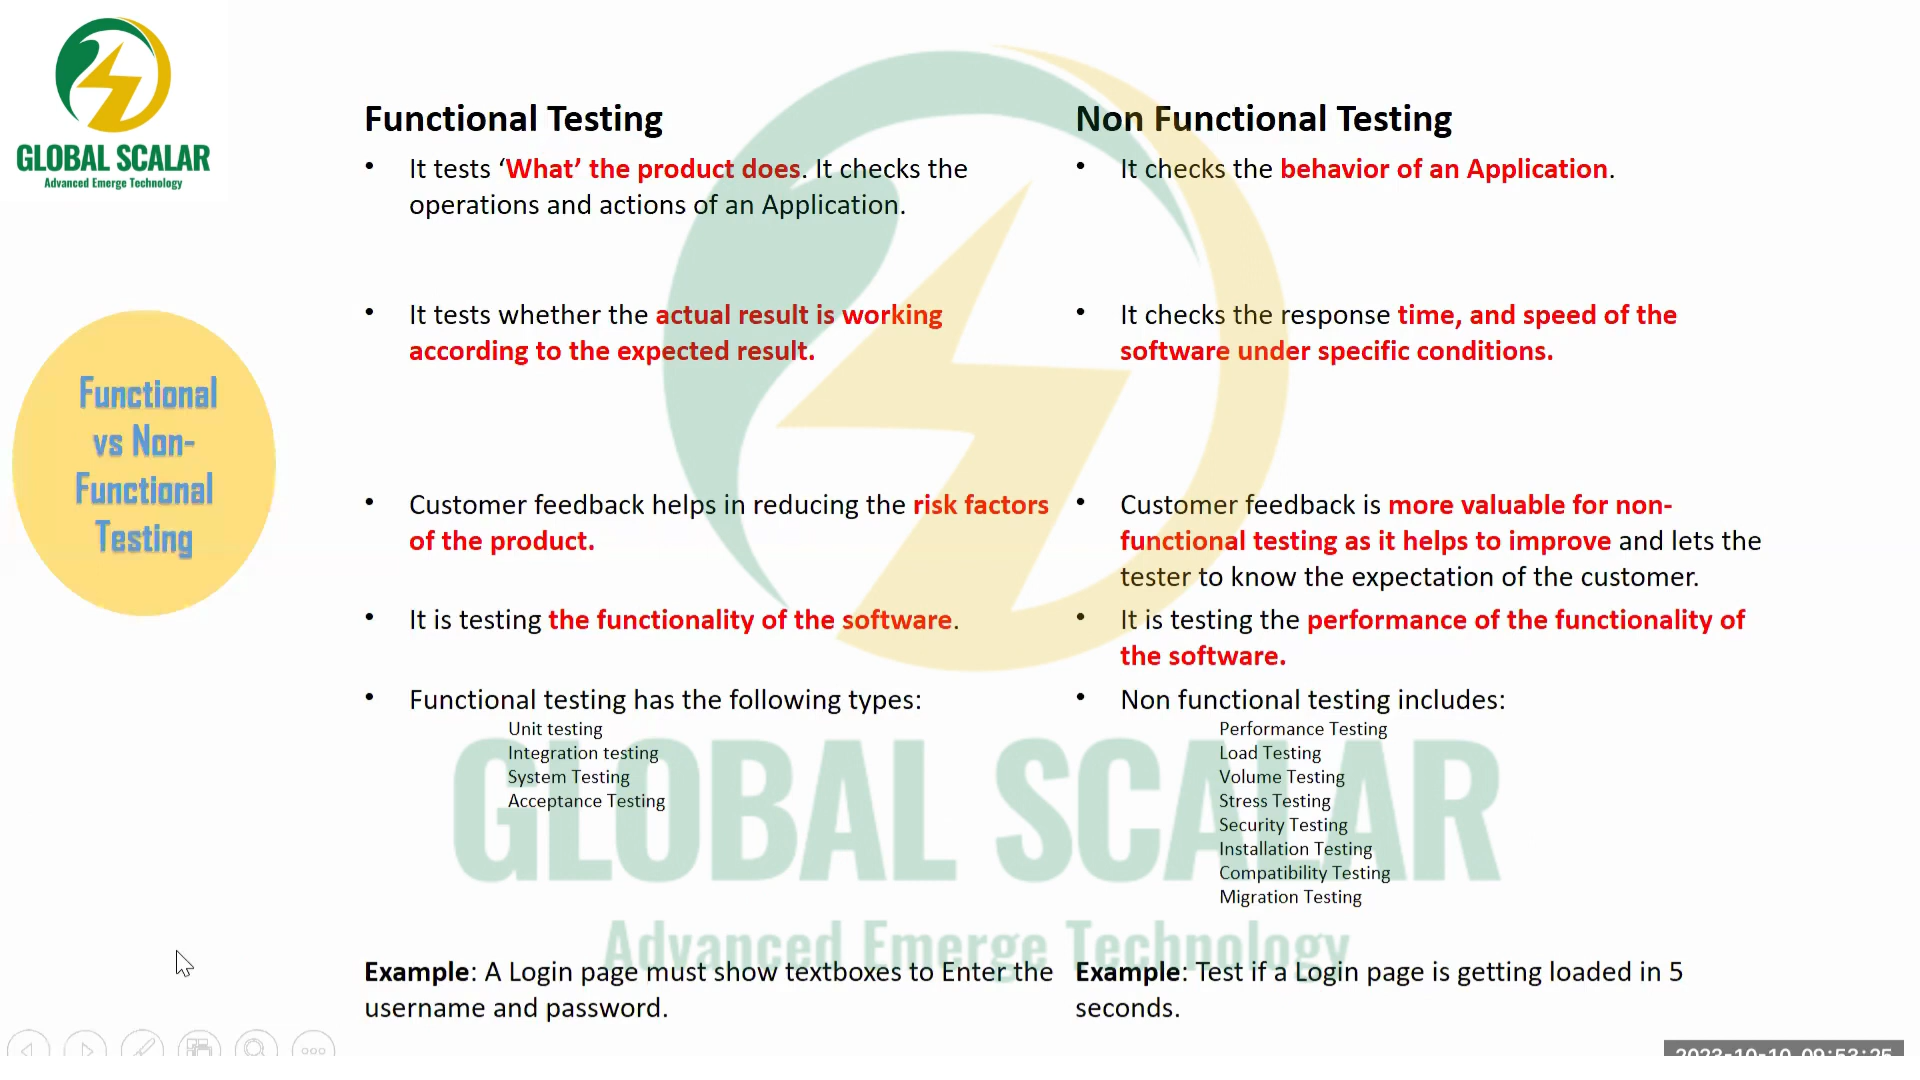 GLOBAL SCALAR
Advanced Emerge Technology
Functional
vs Non-
Functional
Testing
Functional Testing
• It tests ‘What’ the product does. It checks the
operations and actions of an Application.
• It tests whether the actual result is working
according to the expected result.
• Customer feedback helps in reducing the risk factors
of the product.
• It is testing the functionality of the software.
• Functional testing has the following types:
Unit testing
Integration testing
System Testing
Acceptance Testing
Example: A Login page must show textboxes to Enter the
username and password.
Non Functional Testing
• It checks the behavior of an Application.
• It checks the response time, and speed of the
software under specific conditions.
• Customer feedback is more valuable for non-
functional testing as it helps to improve and lets the
tester to know the expectation of the customer.
• It is testing the performance of the functionality of
the software.
• Non functional testing includes:
Performance Testing
Load Testing
Volume Testing
Stress Testing
Security Testing
Installation Testing
Compatibility Testing
Migration Testing
Example: Test if a Login page is getting loaded in 5
seconds.
GLOBAL SCALAR
Advanced Emerge Technology
2023-10-10 09:53:25